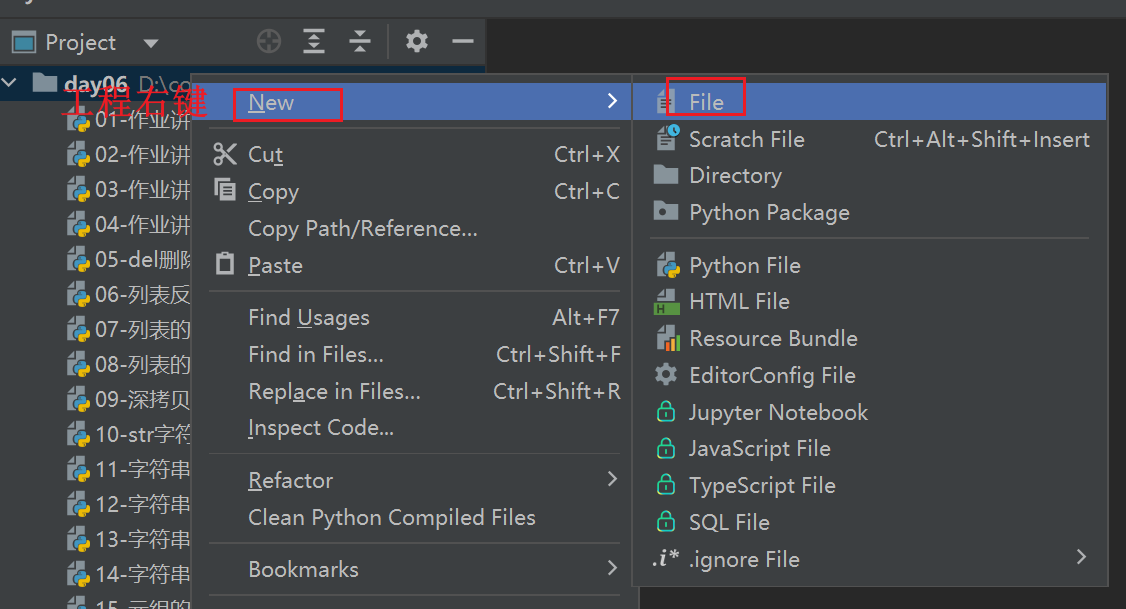 Project
day06 D:\co
工程右键
01-作业讲
02-作业讲
03-作业讲
04-作业讲
05-del删除
06-列表反
07-列表的
08-列表的
09-深拷贝
10-str字符
11-字符串
12-字符串
13-字符串
14-字符串
15-元组的
New
Cut Ctrl+X
Copy Ctrl+C
Copy Path/Reference...
Paste Ctrl+V
Find Usages Alt+F7
Find in Files... Ctrl+Shift+F
Replace in Files... Ctrl+Shift+R
Inspect Code...
Refactor
Clean Python Compiled Files
Bookmarks
File
Scratch File Ctrl+Alt+Shift+Insert
Directory
Python Package
Python File
HTML File
Resource Bundle
EditorConfig File
Jupyter Notebook
JavaScript File
TypeScript File
SQL File
.i* .ignore File